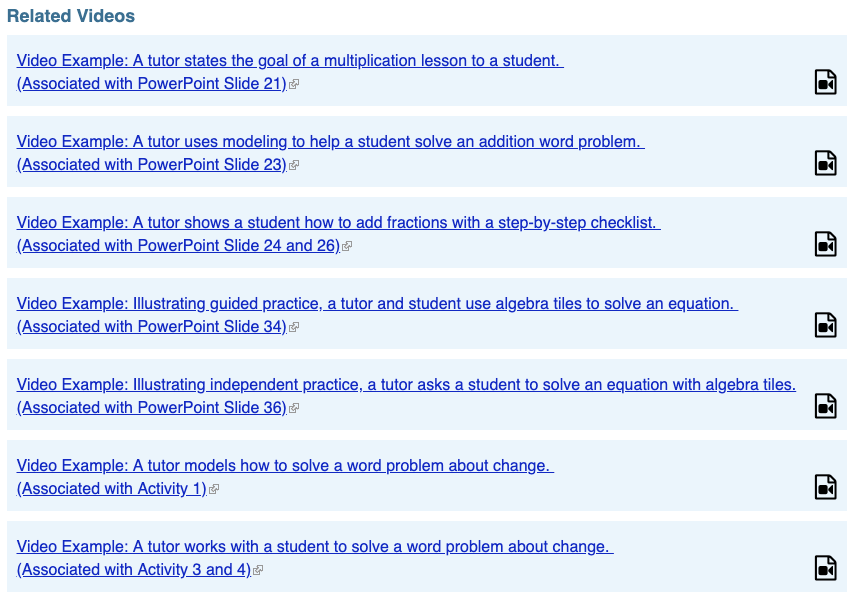 Related Videos
Video Example: A tutor states the goal of a multiplication lesson to a student.
(Associated with PowerPoint Slide 21)
Video Example: A tutor uses modeling to help a student solve an addition word problem.
(Associated with PowerPoint Slide 23)
Video Example: A tutor shows a student how to add fractions with a step-by-step checklist.
(Associated with PowerPoint Slide 24 and 26)
Video Example: Illustrating guided practice, a tutor and student use algebra tiles to solve an equation.
(Associated with PowerPoint Slide 34)
Video Example: Illustrating independent practice, a tutor asks a student to solve an equation with algebra tiles.
(Associated with PowerPoint Slide 36)
Video Example: A tutor models how to solve a word problem about change.
(Associated with Activity 1)
Video Example: A tutor works with a student to solve a word problem about change.
(Associated with Activity 3 and 4)